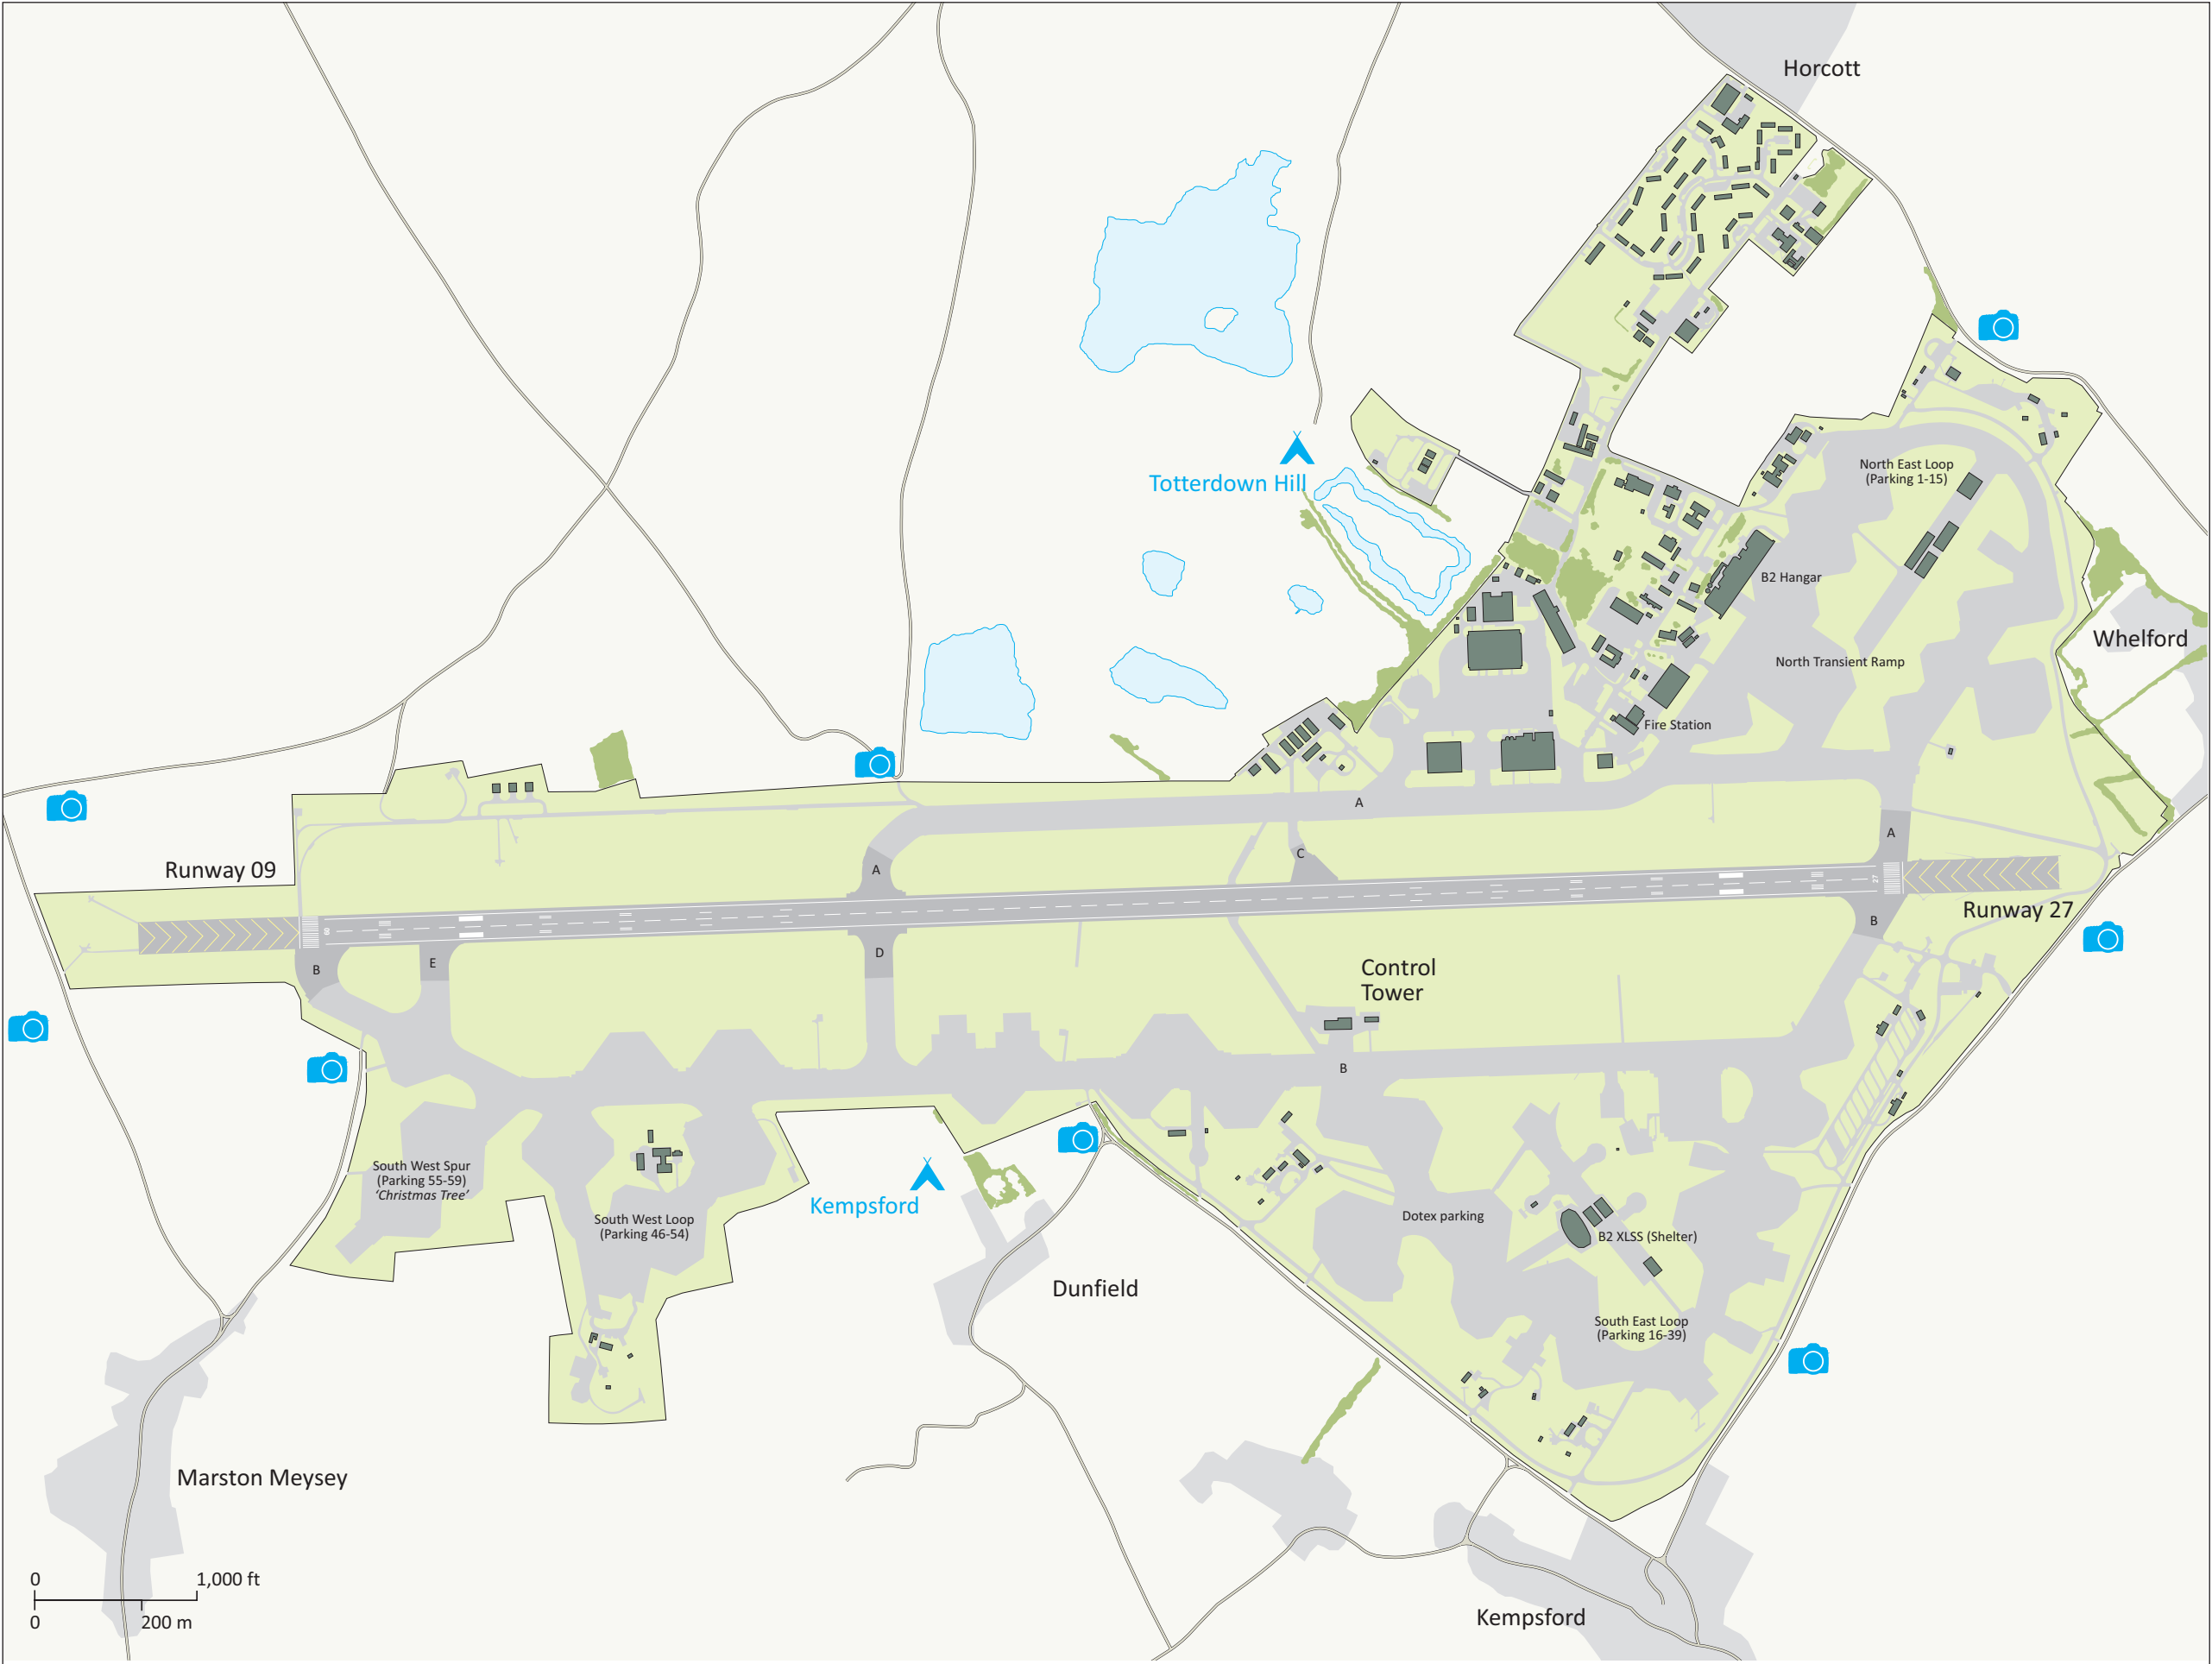 Horcott
North East Loop
(Parking 1-15)
Totterdown Hill
B2 Hangar
Whelford
North Transient Ramp
Fire Station
A
A
C
A
Runway 09
27
Runway 27
09
B
D
B
E
Control
Tower
B
South West Spur
(Parking 55-59)
‘Christmas Tree’
Kempsford
South West Loop
(Parking 46-54)
Dotex parking
B2 XLSS (Shelter)
Dunfield
South East Loop
(Parking 16-39)
Marston Meysey
0 1,000 ft
0 200 m
Kempsford